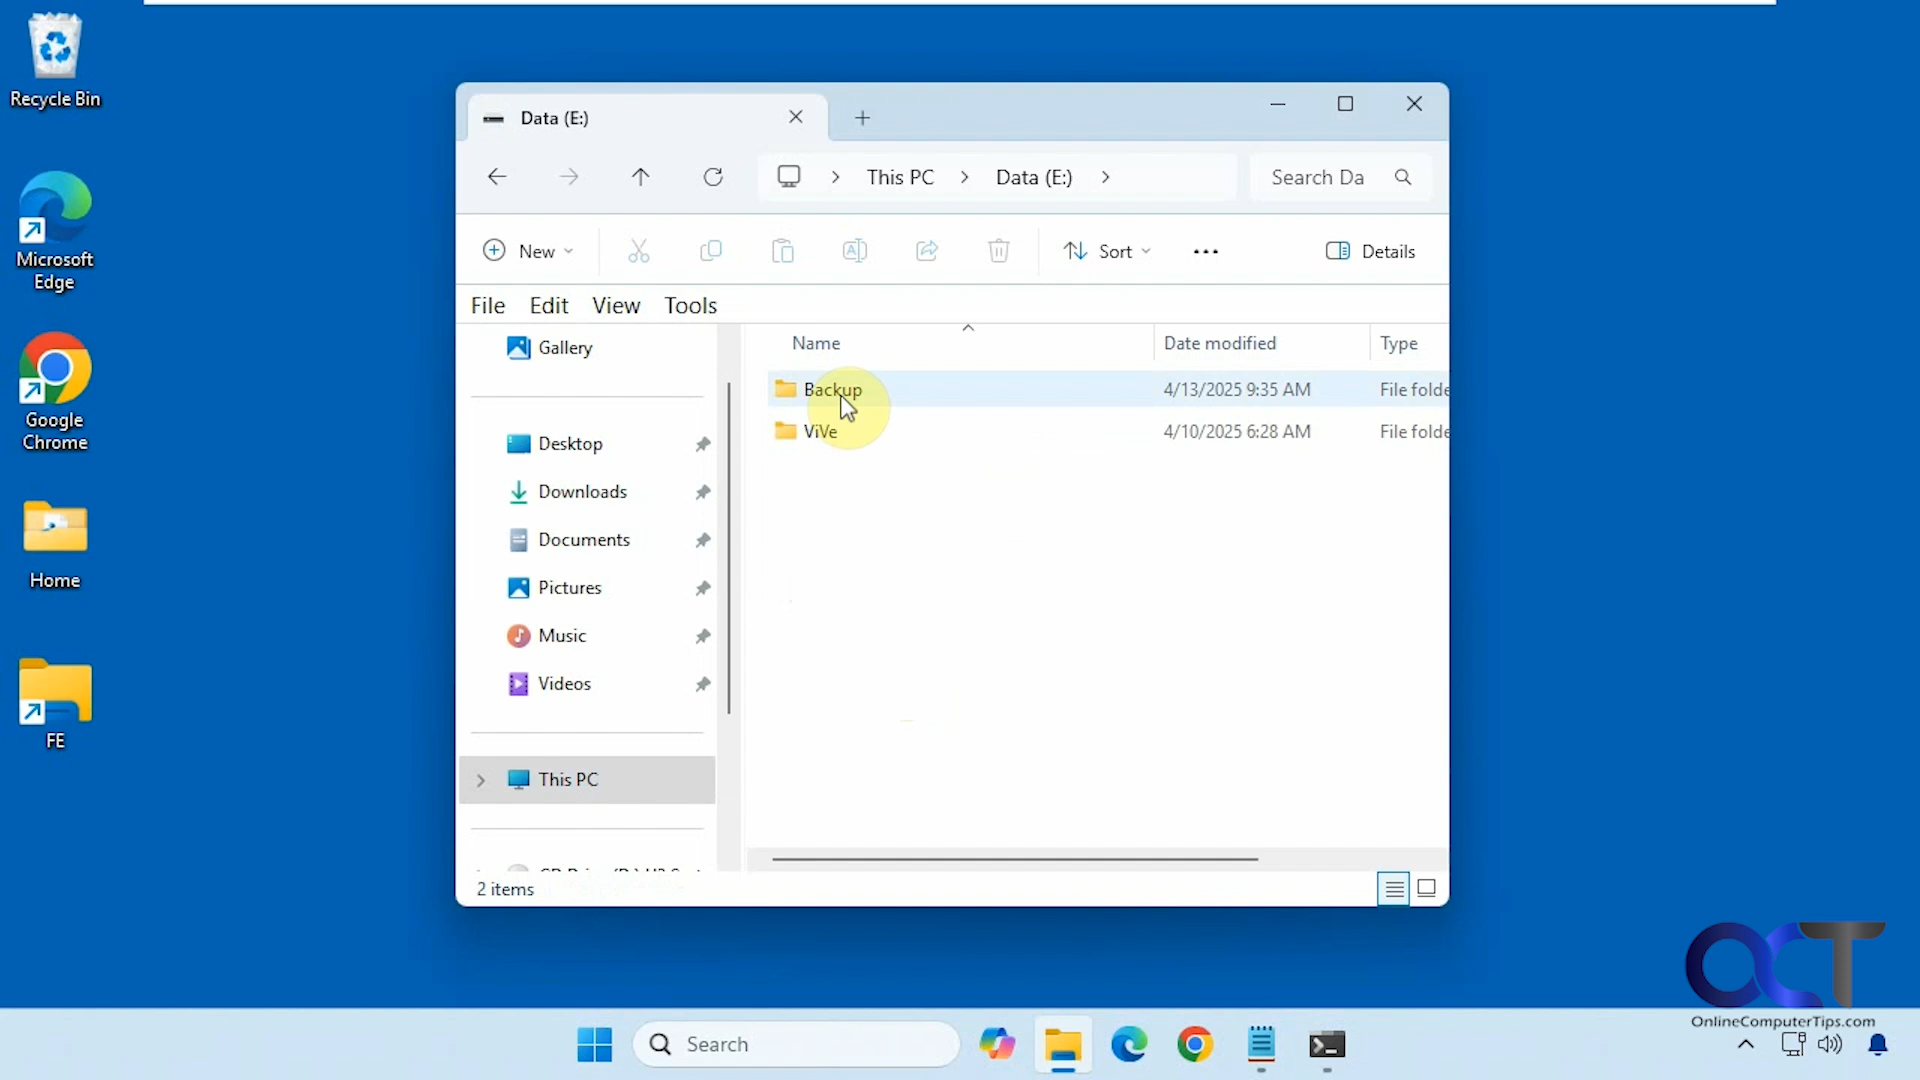 Recycle Bin
Microsoft
Edge
Google
Chrome
Home
FE
Data (E:)
This PC
Data (E:)
Search Da
New
Sort
Details
File Edit View Tools
Gallery
Desktop
Downloads
Documents
Pictures
Music
Videos
This PC
Name Date modified Type
Backup 4/13/2025 9:35 AM File folde
ViVe 4/10/2025 6:28 AM File folde
2 items
OCT
OnlineComputerTips.com
Search